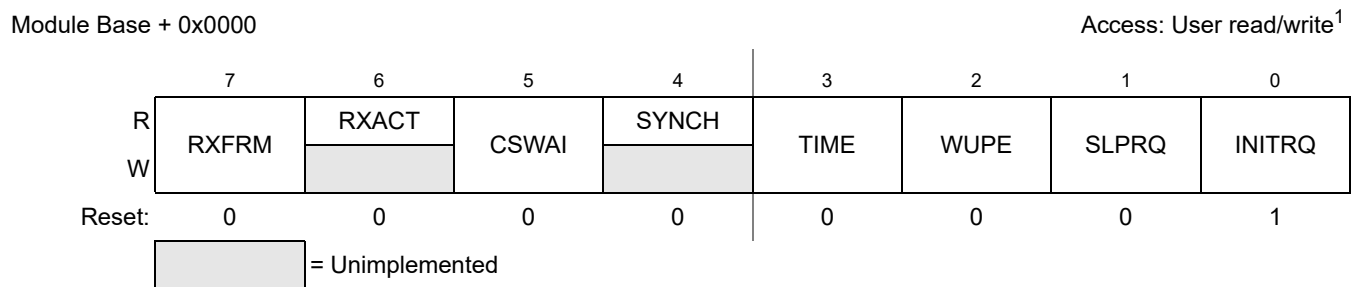 Module Base + 0x0000 Access: User read/write1
7 6 5 4 3 2 1 0
R RXFRM RXACT CSWAI SYNCH TIME WUPE SLPRQ INITRQ
W
Reset: 0 0 0 0 0 0 0 1
= Unimplemented